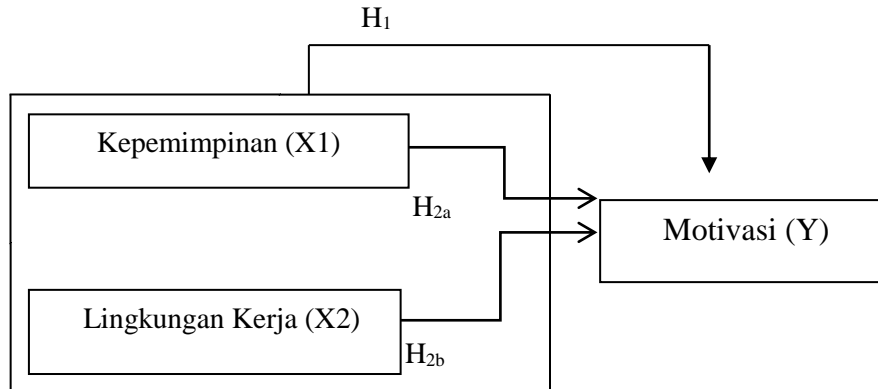 H1
Kepemimpinan (X1)
H2a
Motivasi (Y)
Lingkungan Kerja (X2)
H2b